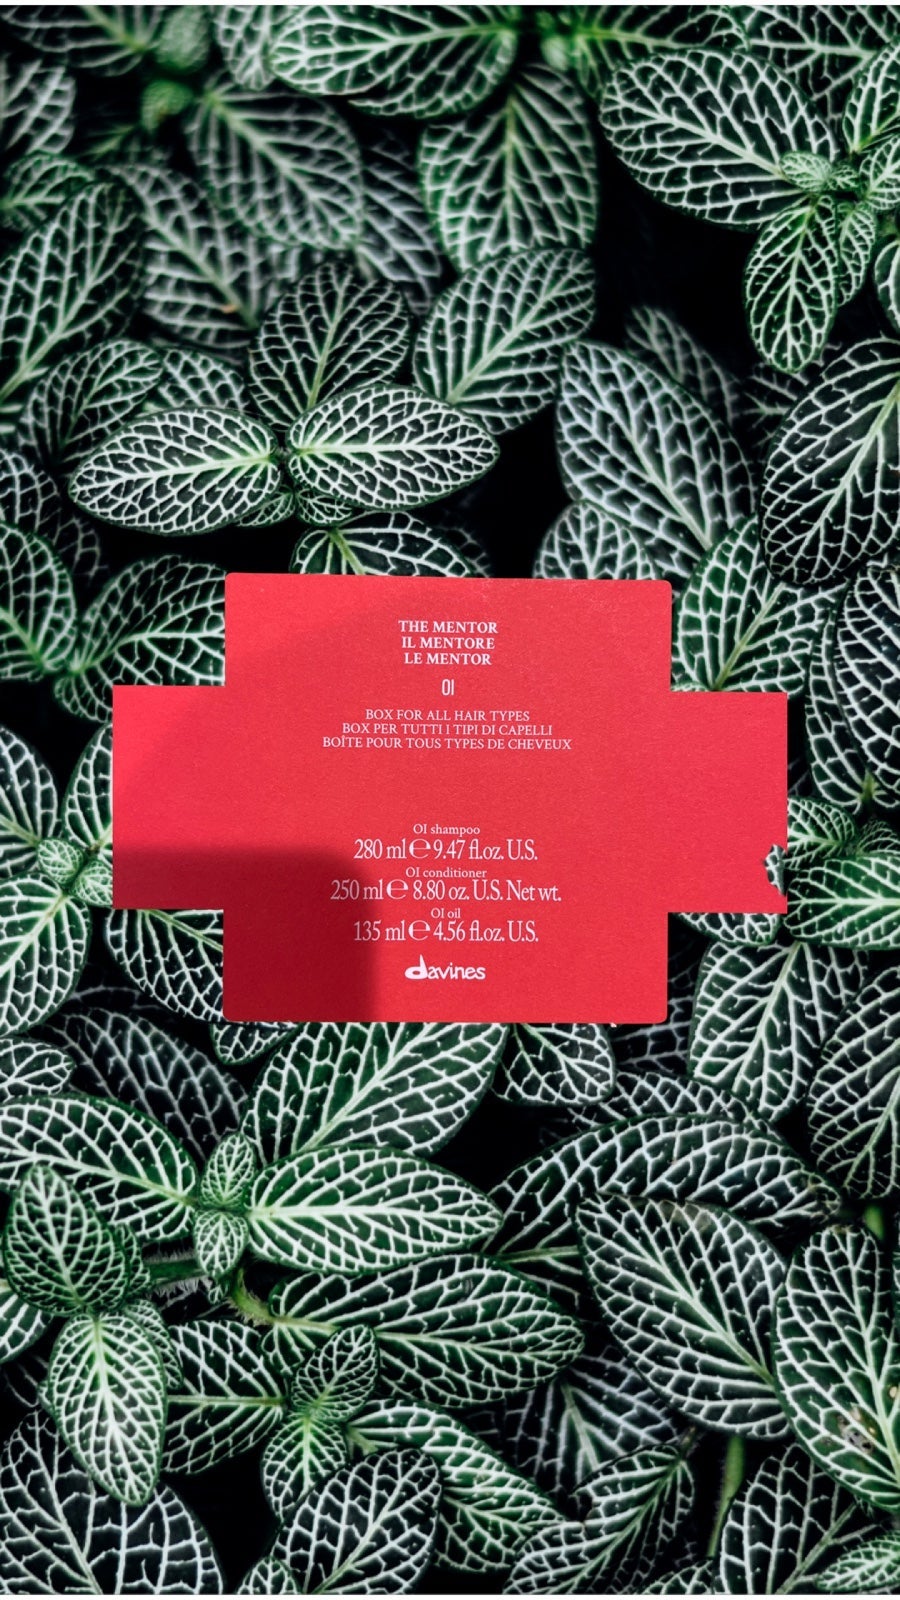 THE MENTOR
IL MENTORE
LE MENTOR
OI
BOX FOR ALL HAIR TYPES
BOX PER TUTTI I TIPI DI CAPELLI
BOÎTE POUR TOUS TYPES DE CHEVEUX
OI shampoo
280 ml ℮ 9.47 fl.oz. U.S.
OI conditioner
250 ml ℮ 8.80 oz. U.S. Net wt.
OI oil
135 ml ℮ 4.56 fl.oz. U.S.
davines